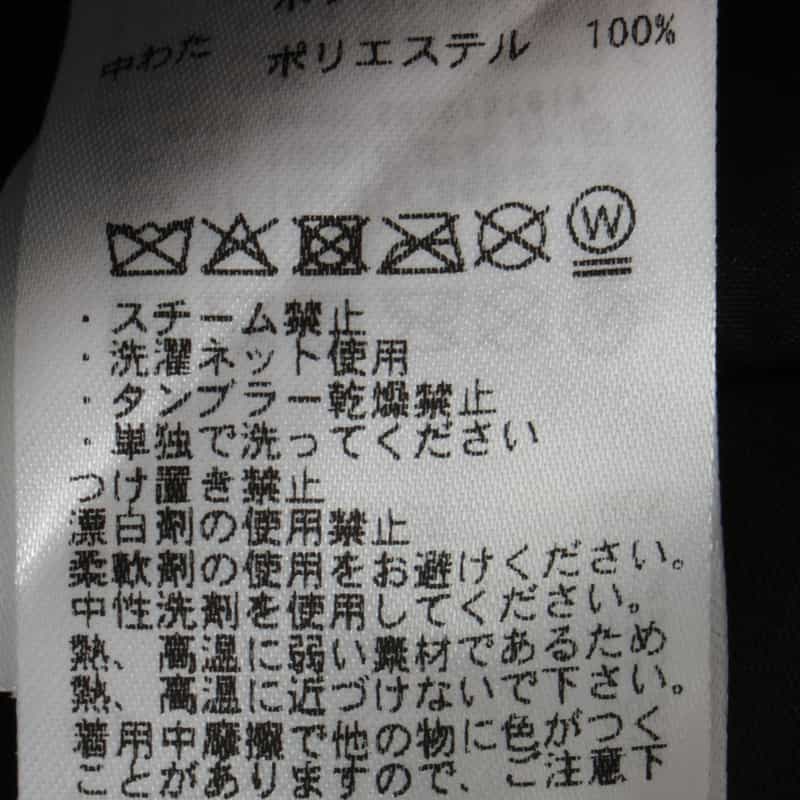 中わた ポリエステル 100%
W
・スチーム禁止
・洗濯ネット使用
・タンブラー乾燥禁止
・単独で洗ってください
つけ置き禁止
漂白剤の使用禁止
柔軟剤の使用をお避けください。
中性洗剤を使用してください。
熱、高温に弱い素材であるため
熱、高温に近づけないで下さい。
着用中摩擦で他の物に色がつく
ことがありますので、ご注意下